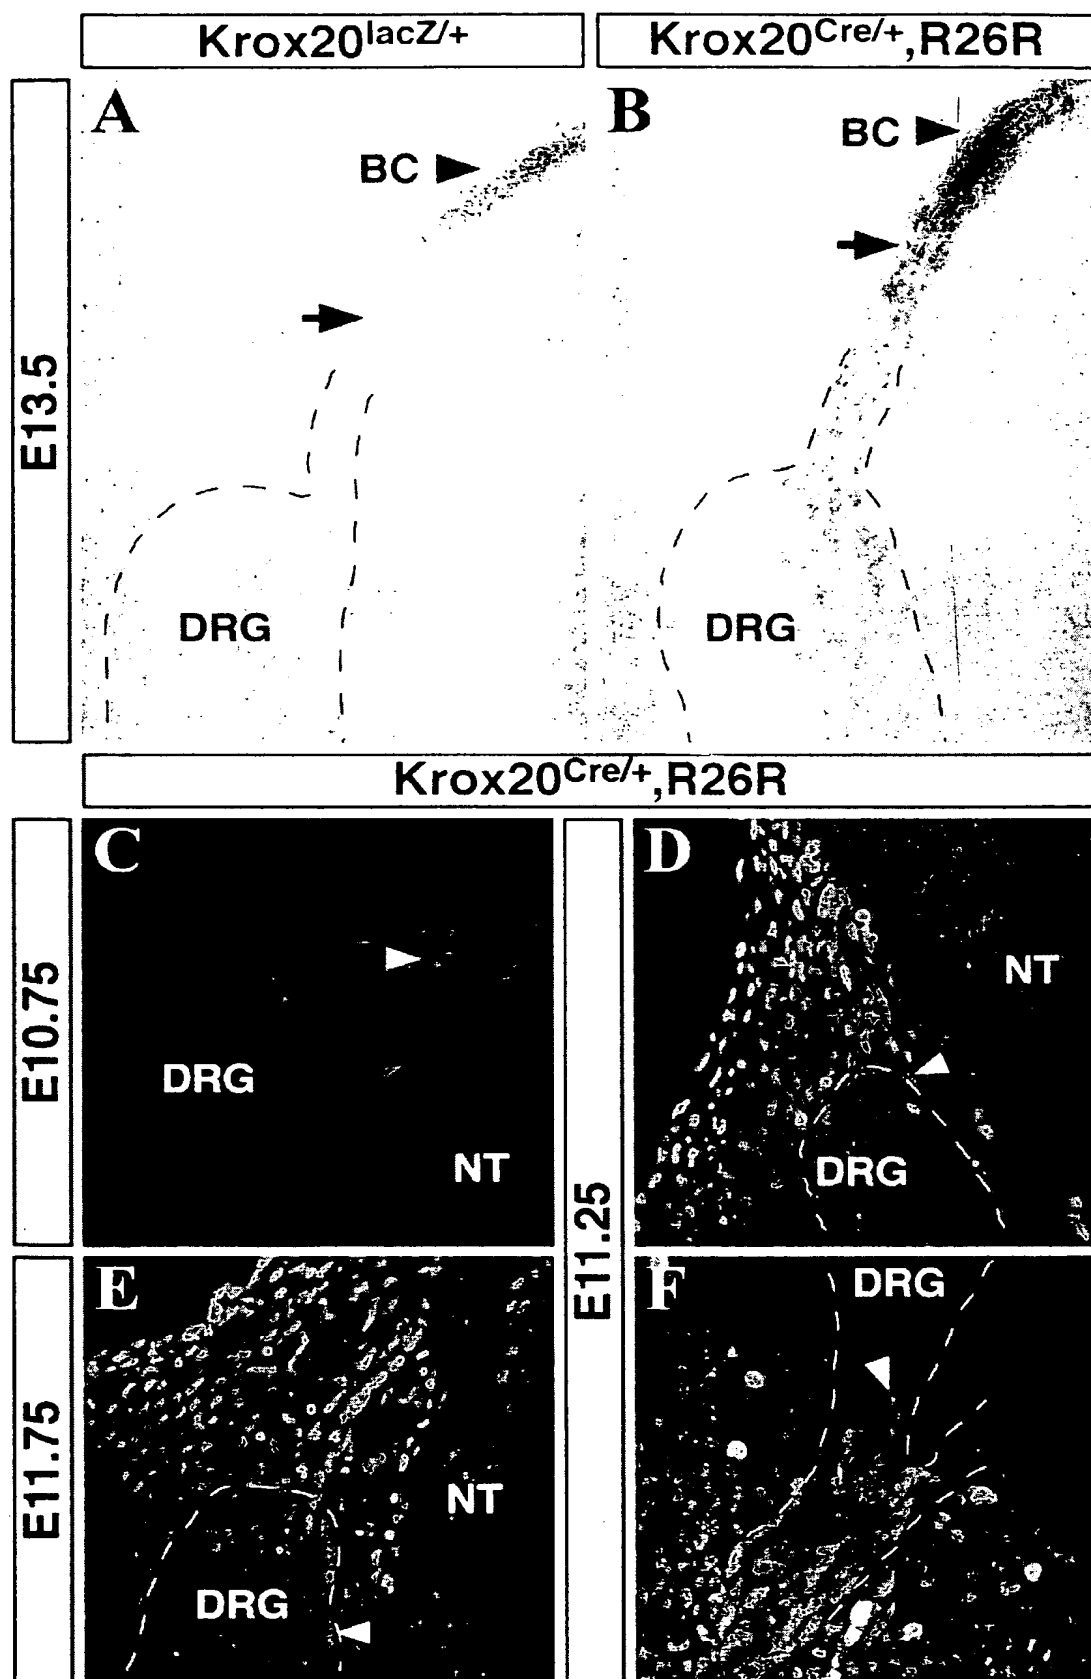 Krox20lacZ/+
Krox20Cre/+,R26R
E13.5
A
BC
DRG
B
BC
DRG
Krox20Cre/+,R26R
E10.75
C
DRG
NT
E11.25
D
NT
DRG
E11.75
E
NT
DRG
F
DRG